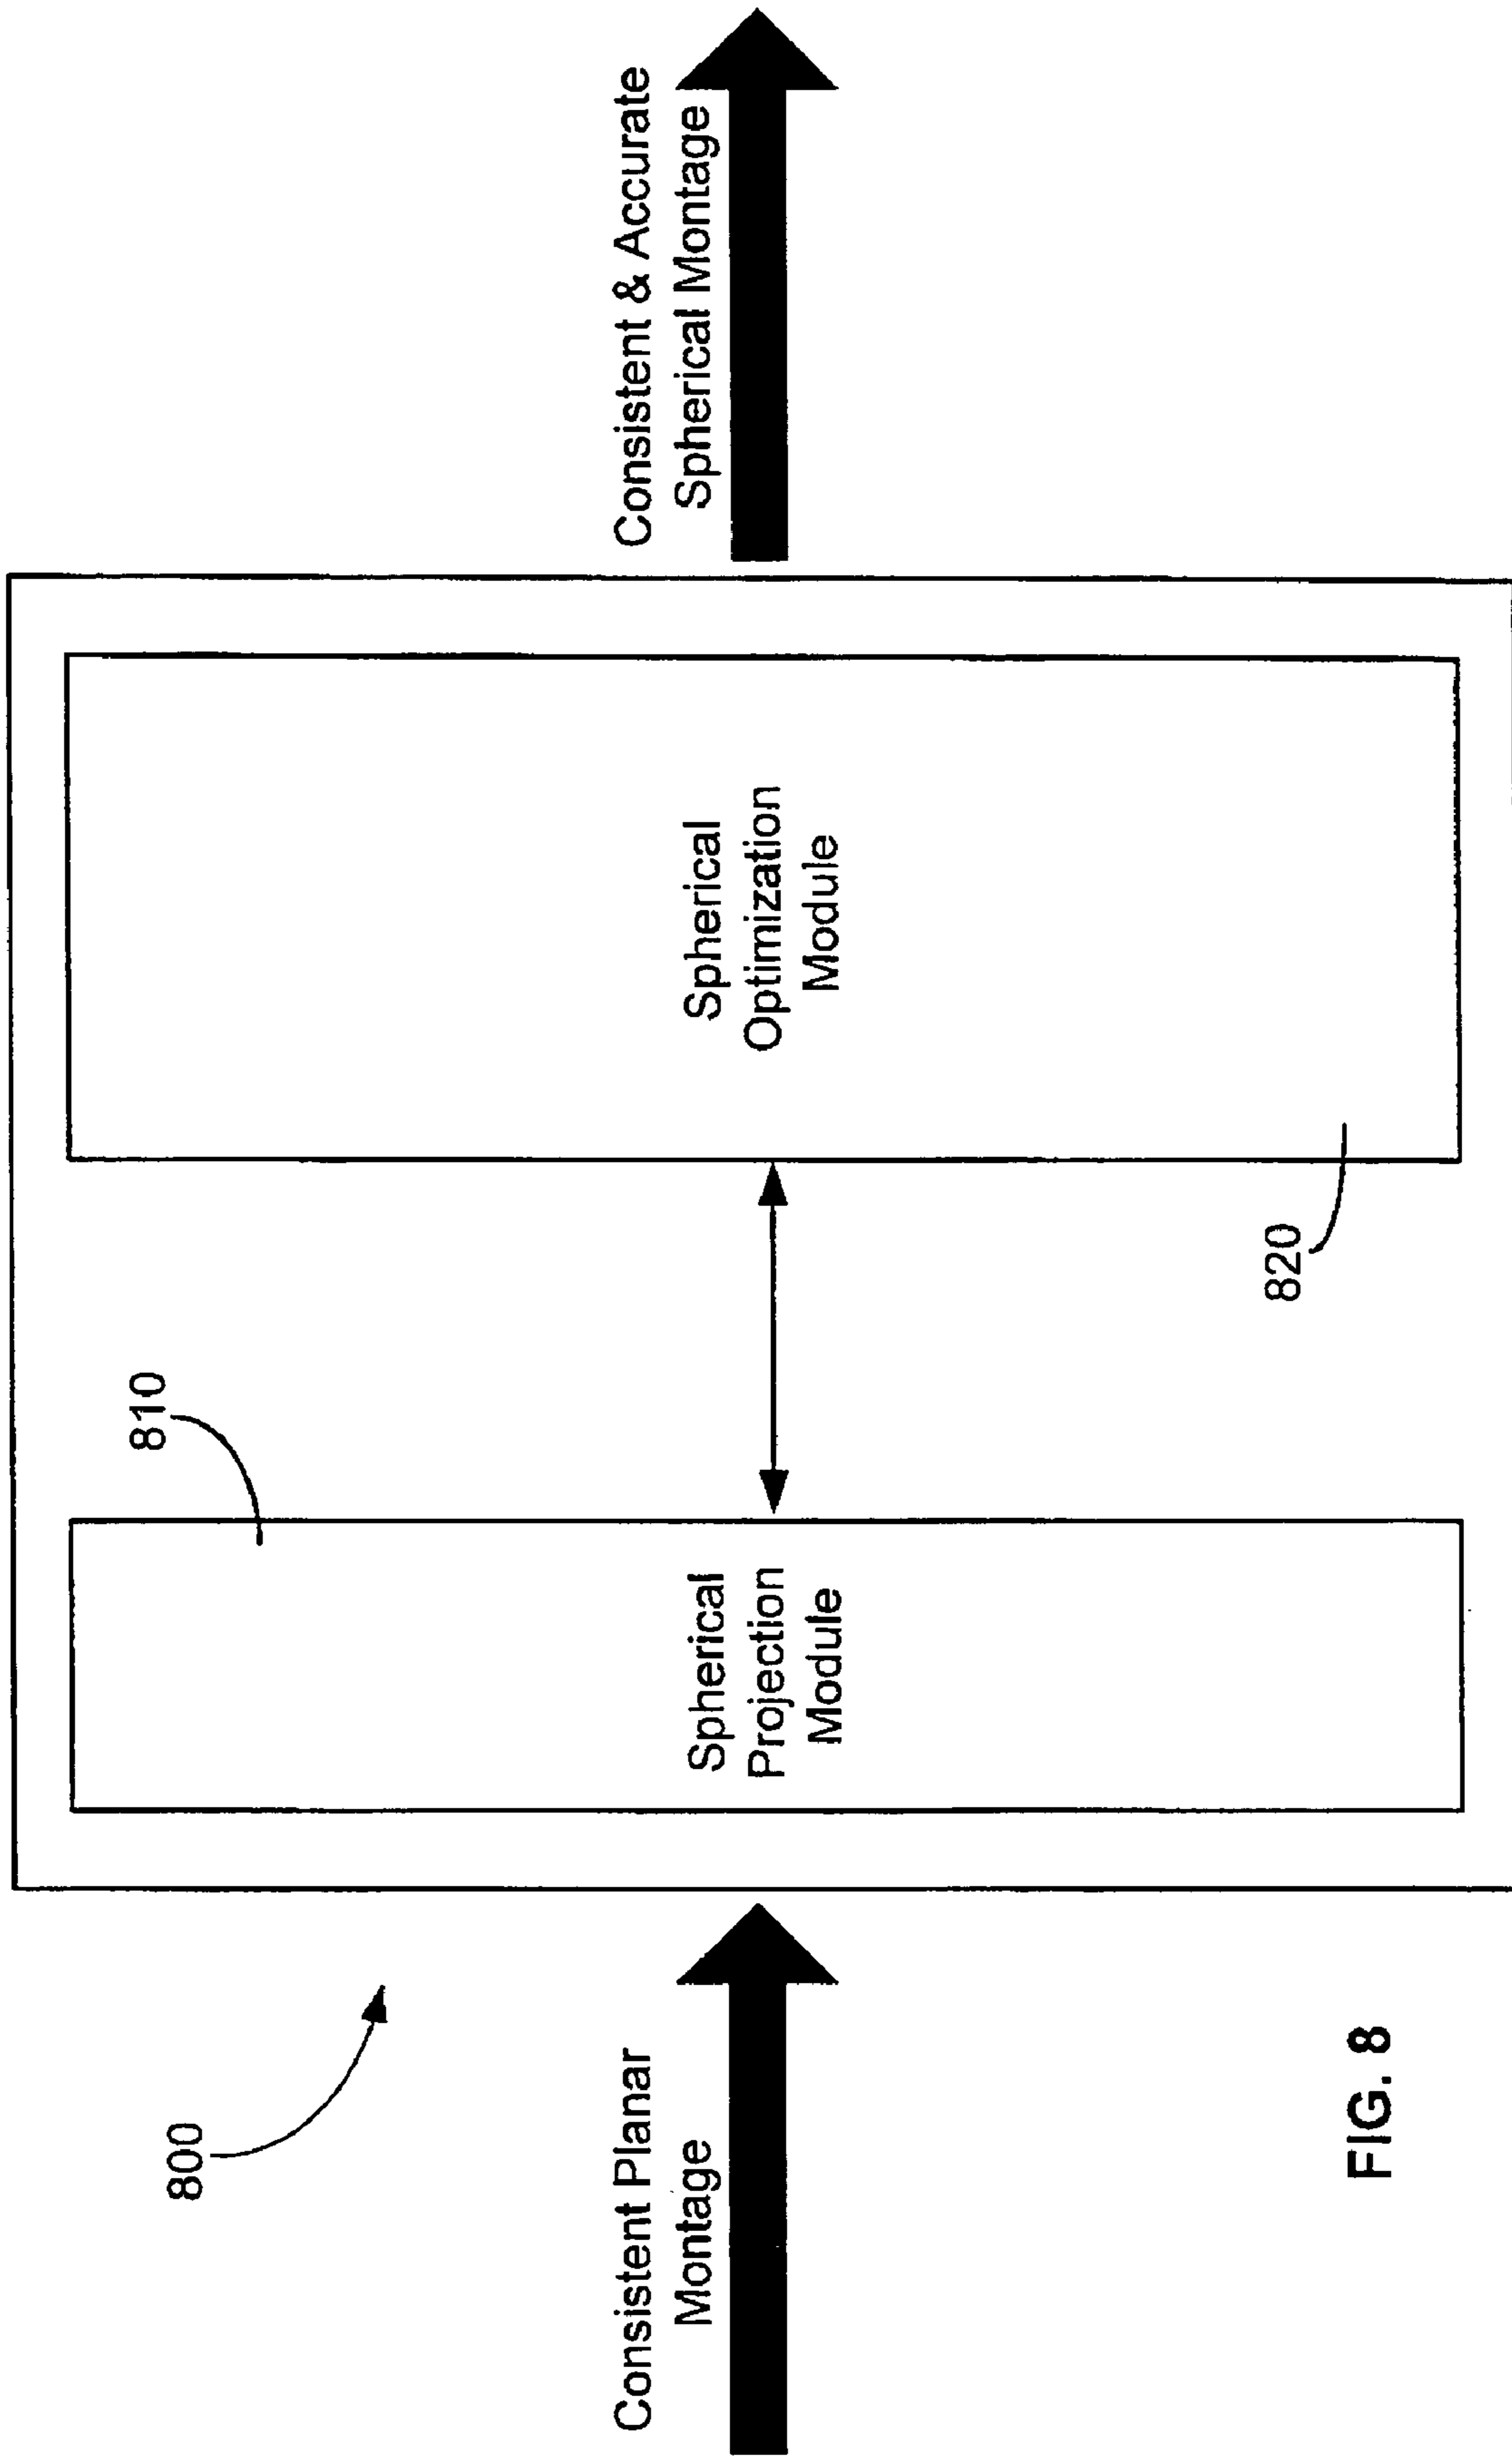 800
Consistent Planar
Montage
810
Spherical
Projection
Module
820
Spherical
Optimization
Module
Consistent & Accurate
Spherical Montage
FIG. 8